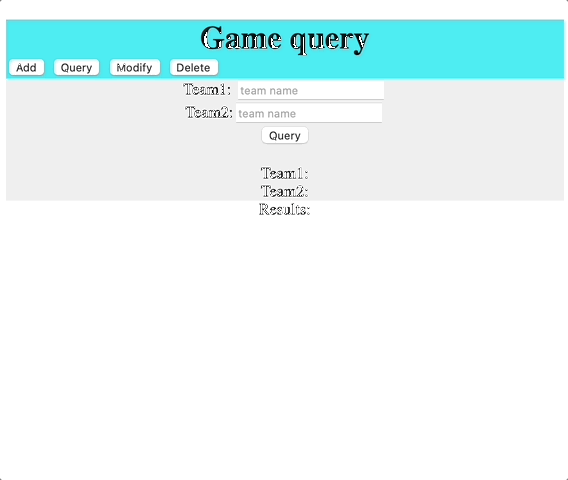 Game query
Add Query Modify Delete
Team1: team name
Team2: team name
Query
Team1:
Team2:
Results: